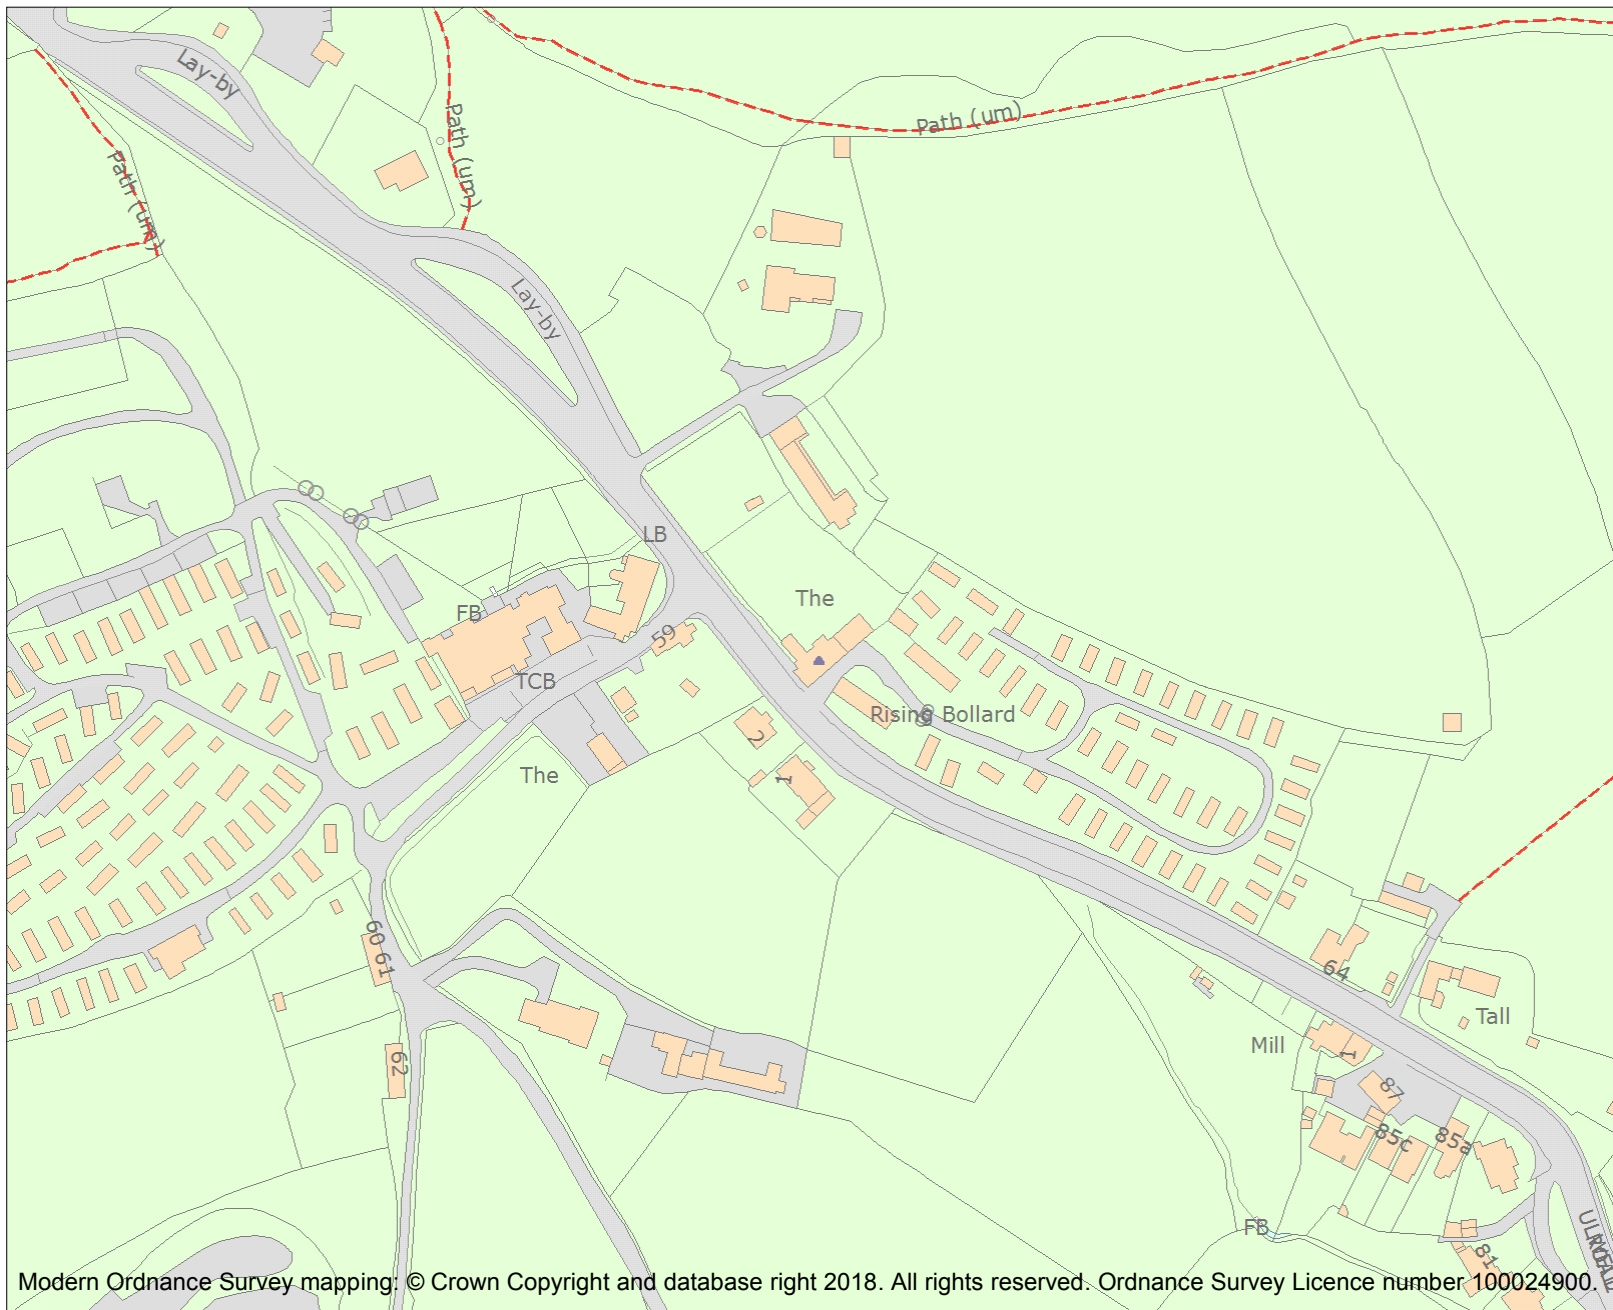 Lay-by
Path (um)
Path (um)
Path (um)
Lay-by
LB
The
FB
59
TCB
Rising Bollard
2
The
1
60 61
64
Tall
Mill
1
62
87
85c
85a
FB
81
Modern Ordnance Survey mapping: © Crown Copyright and database right 2018. All rights reserved. Ordnance Survey Licence number 100024900.